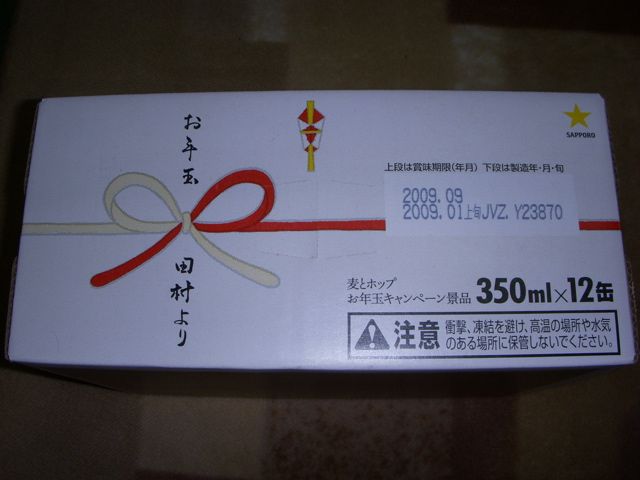 お年玉
田村より
SAPPORO
上段は賞味期限(年月) 下段は製造年・月・旬
2009.09
2009.01上旬JVZ.Y23870
麦とホップ
お年玉キャンペーン景品 350ml×12缶
注意 衝撃、凍結を避け、高温の場所や水気
のある場所に保管しないでください。